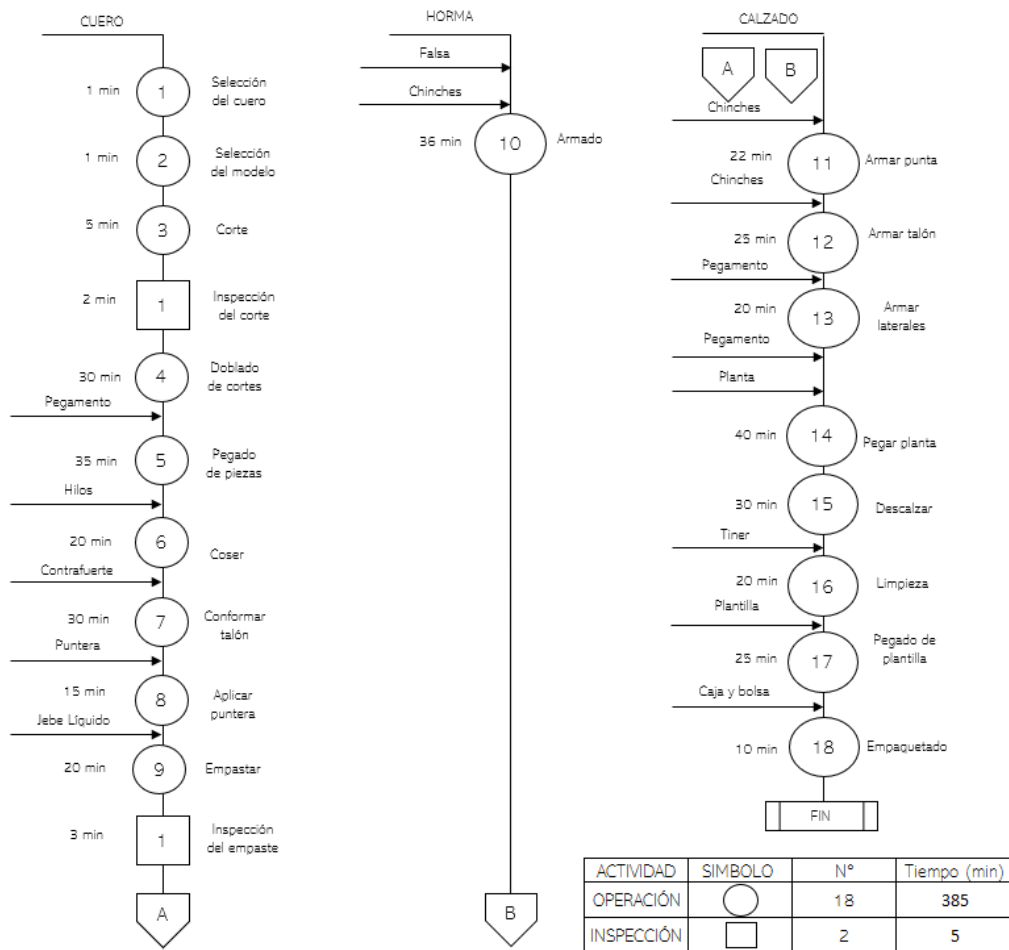 CUERO
1 min
1
Selección
del cuero
1 min
2
Selección
del modelo
5 min
3
Corte
2 min
1
Inspección
del corte
30 min
4
Doblado
de cortes
Pegamento
35 min
5
Pegado
de piezas
Hilos
20 min
6
Coser
Contrafuerte
30 min
7
Conformar
talón
Puntera
15 min
8
Aplicar
puntera
Jebe Líquido
20 min
9
Empastar
3 min
1
Inspección
del empaste
A
HORMA
Falsa
Chinches
36 min
10
Armado
B
CALZADO
A
B
Chinches
22 min
11
Armar punta
Chinches
25 min
12
Armar talón
Pegamento
20 min
13
Armar
laterales
Pegamento
Planta
40 min
14
Pegar planta
30 min
15
Descalzar
Tiner
20 min
16
Limpieza
Plantilla
25 min
17
Pegado de
plantilla
Caja y bolsa
10 min
18
Empaquetado
FIN
ACTIVIDAD SIMBOLO N° Tiempo (min)
OPERACIÓN 18 385
INSPECCIÓN 2 5